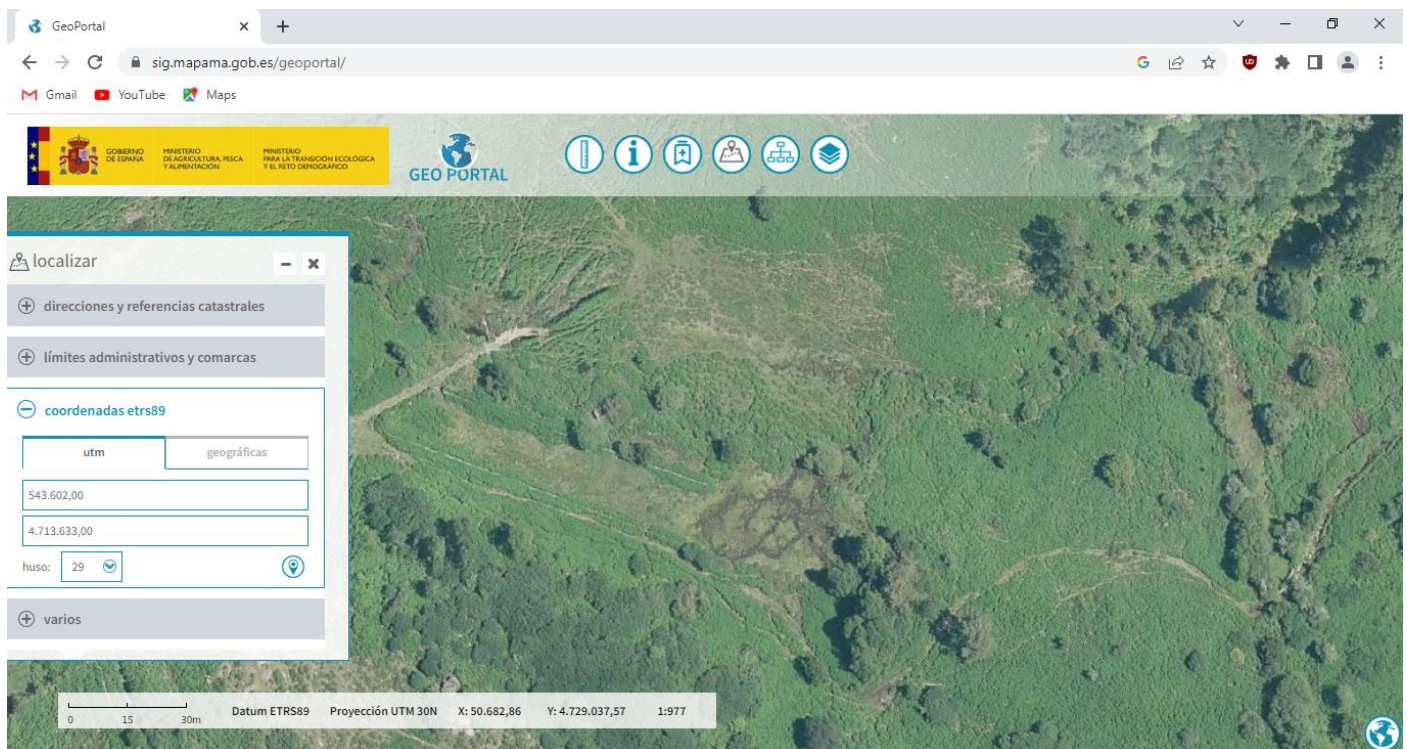 GeoPortal
sig.mapama.gob.es/geoportal/
Gmail YouTube Maps
GOBIERNO DE ESPAÑA
MINISTERIO DE AGRICULTURA, PESCA Y ALIMENTACIÓN
MINISTERIO PARA LA TRANSICIÓN ECOLÓGICA Y EL RETO DEMOGRÁFICO
GEO PORTAL
localizar
direcciones y referencias catastrales
límites administrativos y comarcas
coordenadas etrs89
utm geográficas
543.602,00
4.713.633,00
huso: 29
varios
0 15 30m Datum ETRS89 Proyección UTM 30N X: 50.682,86 Y: 4.729.037,57 1:977